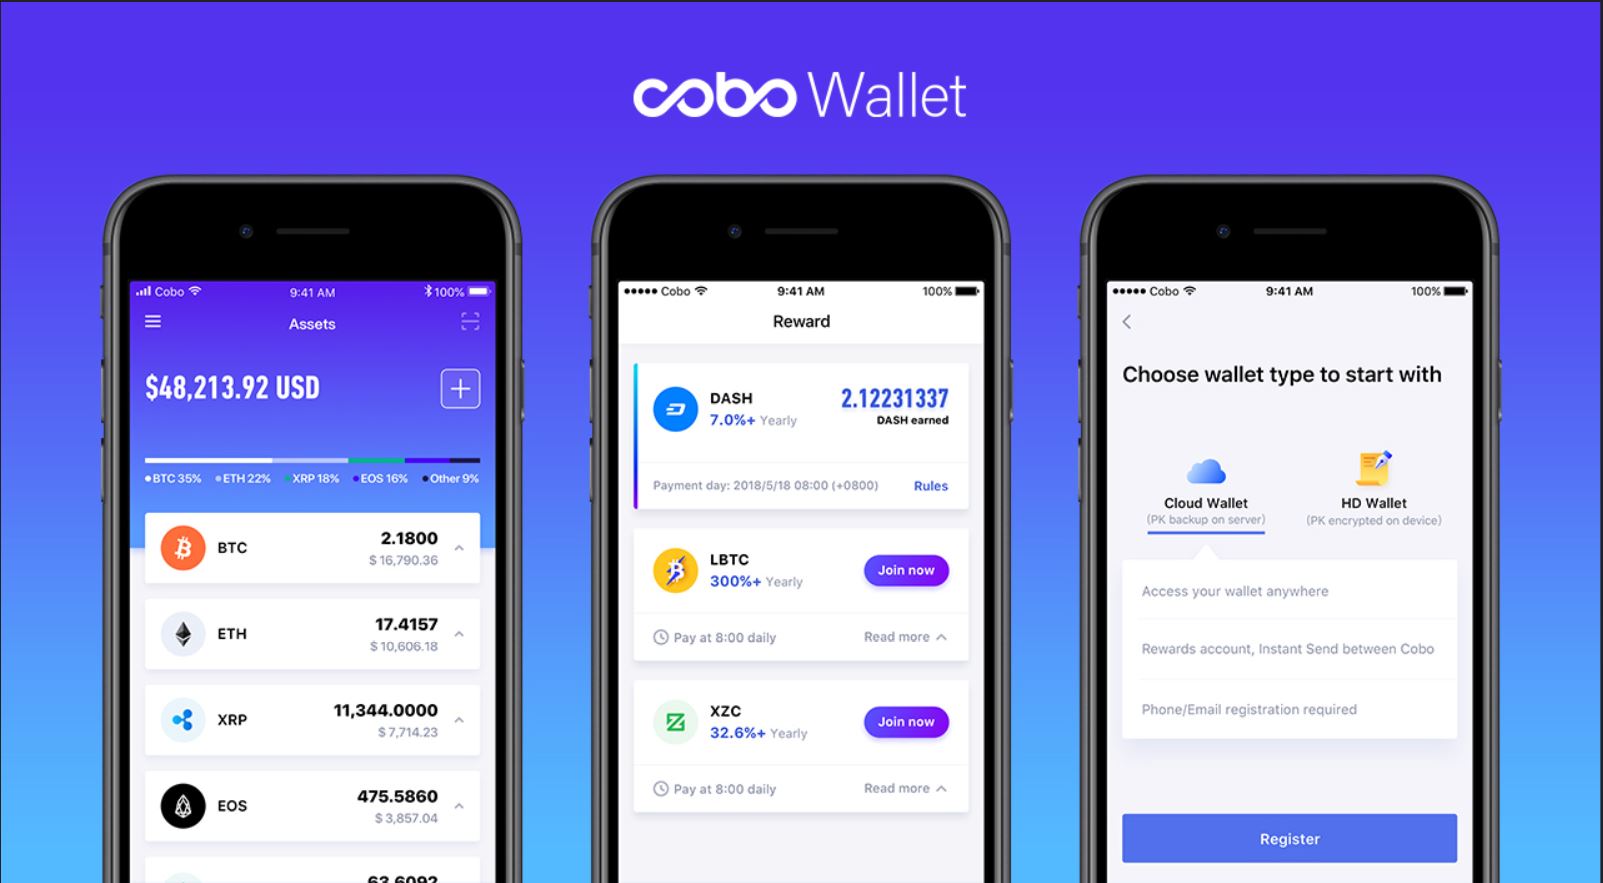 cobo Wallet
Cobo 9:41 AM 100%
Assets
$48,213.92 USD
BTC 35% ETH 22% XRP 18% EOS 16% Other 9%
BTC 2.1800
$ 16,790.36
ETH 17.4157
$ 10,606.18
XRP 11,344.0000
$ 7,714.23
EOS 475.5860
$ 3,857.04
63.6092
Cobo 9:41 AM 100%
Reward
DASH 2.12231337
7.0%+ Yearly DASH earned
Payment day: 2018/5/18 08:00 (+0800) Rules
LBTC
300%+ Yearly
Join now
Pay at 8:00 daily Read more
XZC
32.6%+ Yearly
Join now
Pay at 8:00 daily Read more
Cobo 9:41 AM 100%
Choose wallet type to start with
Cloud Wallet
(PK backup on server)
HD Wallet
(PK encrypted on device)
Access your wallet anywhere
Rewards account, Instant Send between Cobo
Phone/Email registration required
Register